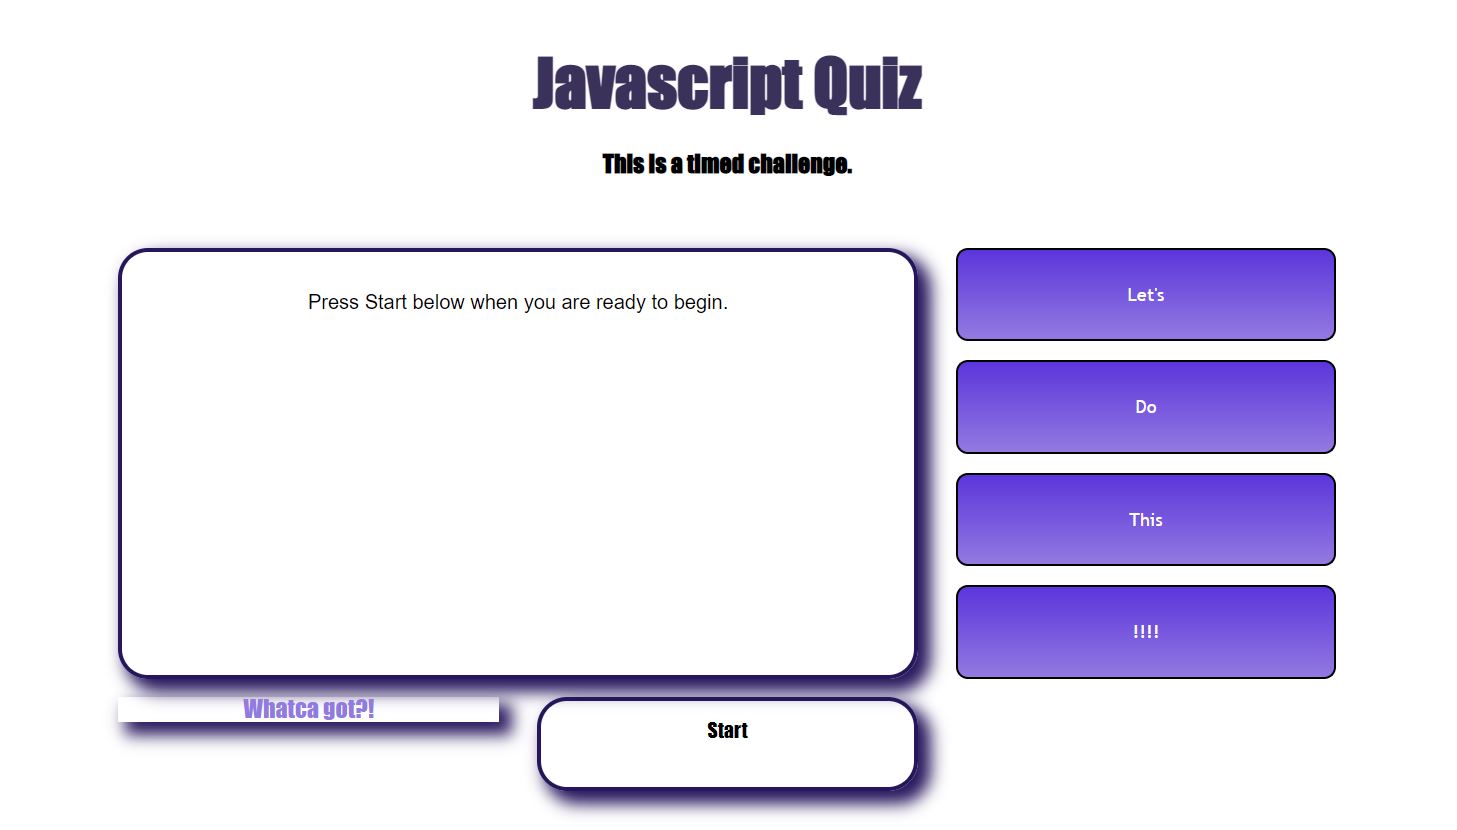 Javascript Quiz
This is a timed challenge.
Press Start below when you are ready to begin.
Let's
Do
This
!!!!
Whatca got?!
Start